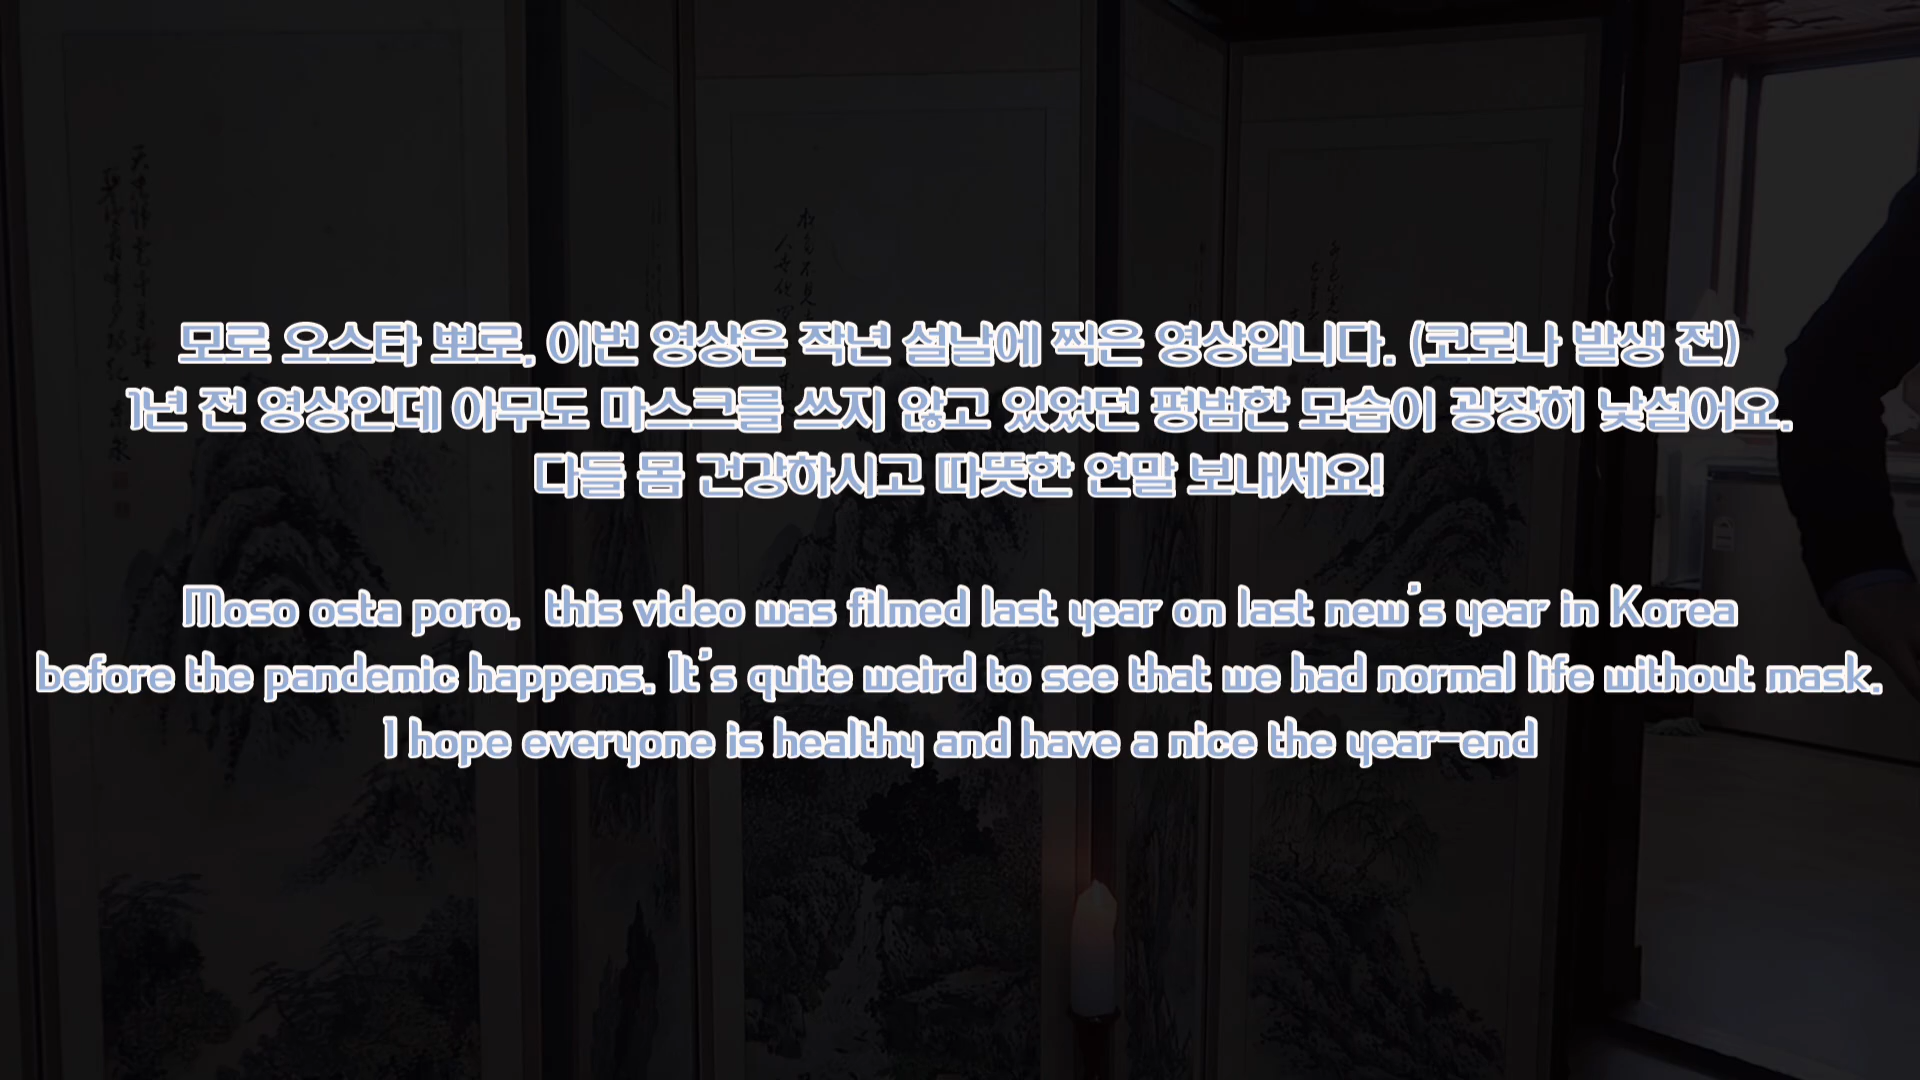 모로 오스타 뽀로, 이번 영상은 작년 설날에 찍은 영상입니다. (코로나 발생 전)
1년 전 영상인데 아무도 마스크를 쓰지 않고 있었던 평범한 모습이 굉장히 낯설어요.
다들 몸 건강하시고 따뜻한 연말 보내세요!
Moso osta poro, this video was filmed last year on last new's year in Korea
before the pandemic happens. It's quite weird to see that we had normal life without mask.
I hope everyone is healthy and have a nice the year-end